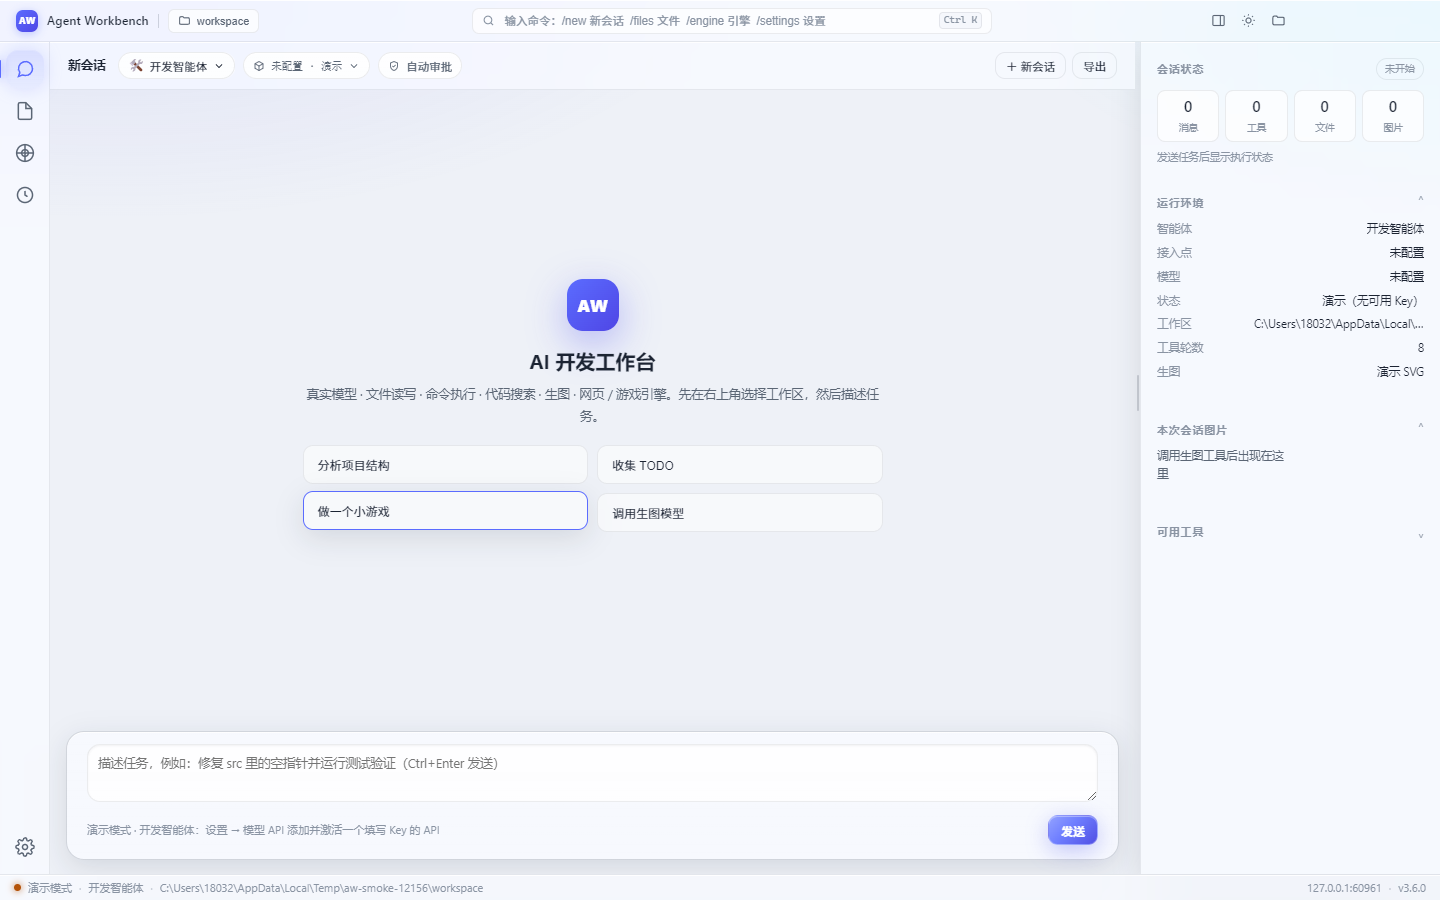 AW Agent Workbench workspace 输入命令：/new 新会话 /files 文件 /engine 引擎 /settings 设置 Ctrl K
新会话 开发智能体 未配置 · 演示 自动审批 新会话 导出
AW
AI 开发工作台
真实模型 · 文件读写 · 命令执行 · 代码搜索 · 生图 · 网页 / 游戏引擎。先在右上角选择工作区，然后描述任
务。
分析项目结构 收集 TODO
做一个小游戏 调用生图模型
描述任务，例如：修复 src 里的空指针并运行测试验证（Ctrl+Enter 发送）
演示模式 · 开发智能体：设置 → 模型 API 添加并激活一个填写 Key 的 API 发送
会话状态 未开始
0 0 0 0
消息 工具 文件 图片
发送任务后显示执行状态
运行环境
智能体 开发智能体
接入点 未配置
模型 未配置
状态 演示（无可用 Key）
工作区 C:\Users\18032\AppData\Local\...
工具轮数 8
生图 演示 SVG
本次会话图片
调用生图工具后出现在这
里
可用工具
演示模式 · 开发智能体 · C:\Users\18032\AppData\Local\Temp\aw-smoke-12156\workspace 127.0.0.1:60961 · v3.6.0